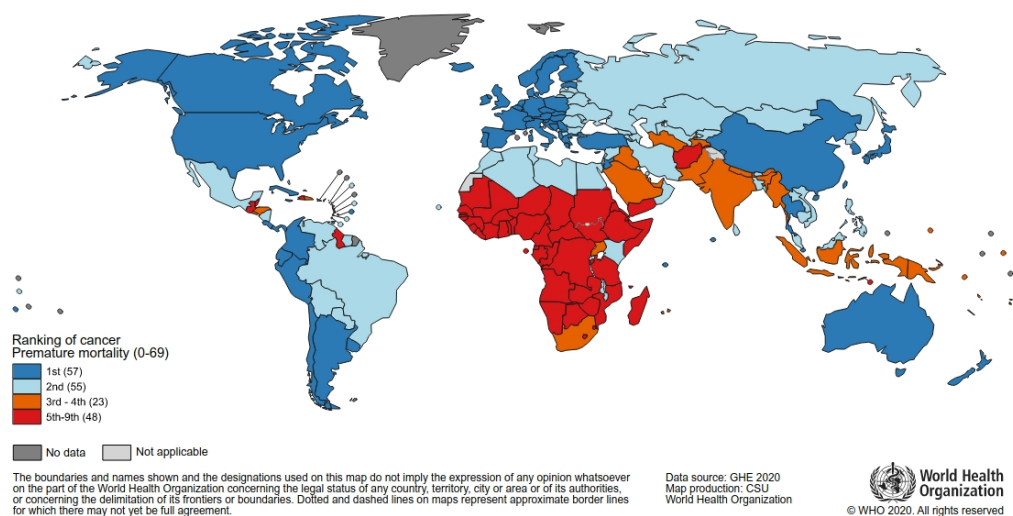 Ranking of cancer
Premature mortality (0-69)
1st (57)
2nd (55)
3rd - 4th (23)
5th-9th (48)
No data
Not applicable
The boundaries and names shown and the designations used on this map do not imply the expression of any opinion whatsoever
on the part of the World Health Organization concerning the legal status of any country, territory, city or area or of its authorities,
or concerning the delimitation of its frontiers or boundaries. Dotted and dashed lines on maps represent approximate border lines
for which there may not yet be full agreement.
Data source: GHE 2020
Map production: CSU
World Health Organization
World Health
Organization
© WHO 2020. All rights reserved